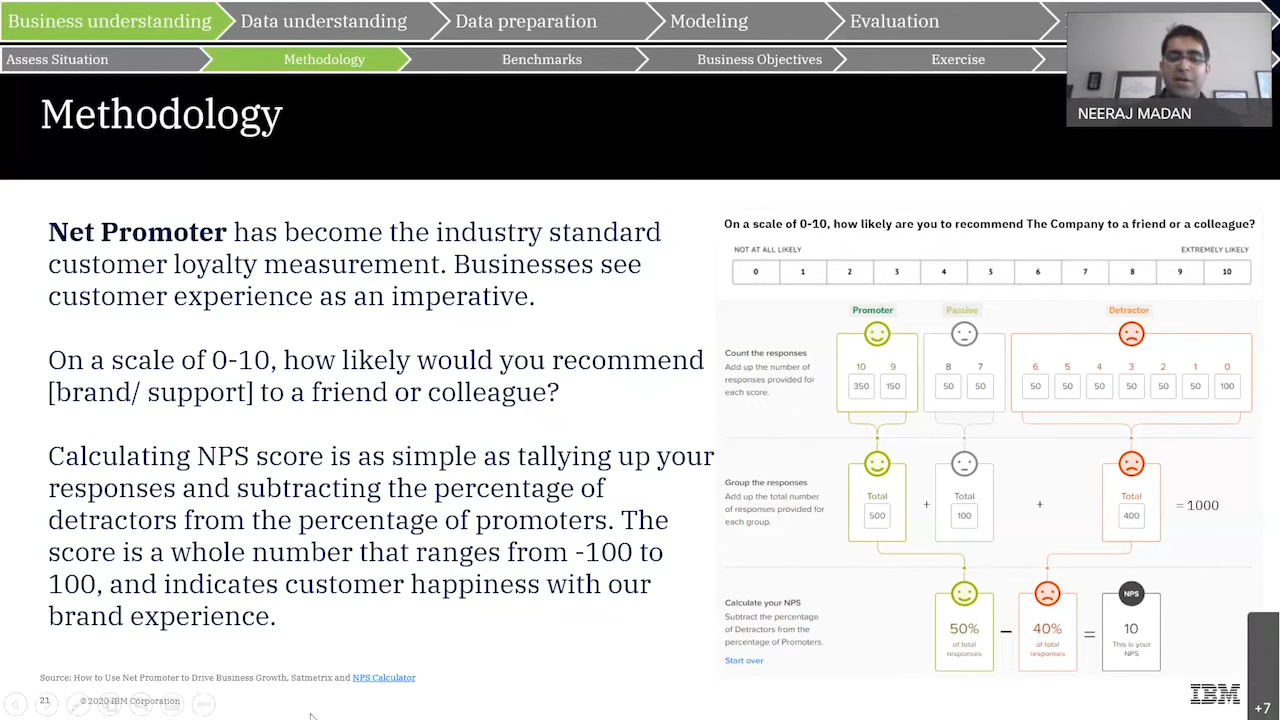 Business understanding
Data understanding
Data preparation
Modeling
Evaluation
Assess Situation
Methodology
Benchmarks
Business Objectives
Exercise
NEERAJ MADAN
Methodology
Net Promoter has become the industry standard
customer loyalty measurement. Businesses see
customer experience as an imperative.
On a scale of 0-10, how likely would you recommend
[brand/ support] to a friend or colleague?
Calculating NPS score is as simple as tallying up your
responses and subtracting the percentage of
detractors from the percentage of promoters. The
score is a whole number that ranges from -100 to
100, and indicates customer happiness with our
brand experience.
On a scale of 0-10, how likely are you to recommend The Company to a friend or a colleague?
NOT AT ALL LIKELY EXTREMELY LIKELY
0 1 2 3 4 5 6 7 8 9 10
Promoter Passive Detractor
Count the responses
Add up the number of
responses provided for
each score.
10 9 8 7 6 5 4 3 2 1 0
350 150 50 50 50 50 50 50 50 50 100
Group the responses
Add up the total number
of responses provided for
each group.
Total + Total + Total = 1000
500 100 400
Calculate your NPS
Subtract the percentage
of Detractors from the
percentage of Promoters.
Start over
NPS
50% − 40% = 10
of total responses
of total responses
This is your NPS
Source: How to Use Net Promoter to Drive Business Growth, Satmetrix and NPS Calculator
21 © 2020 IBM Corporation
IBM
+7